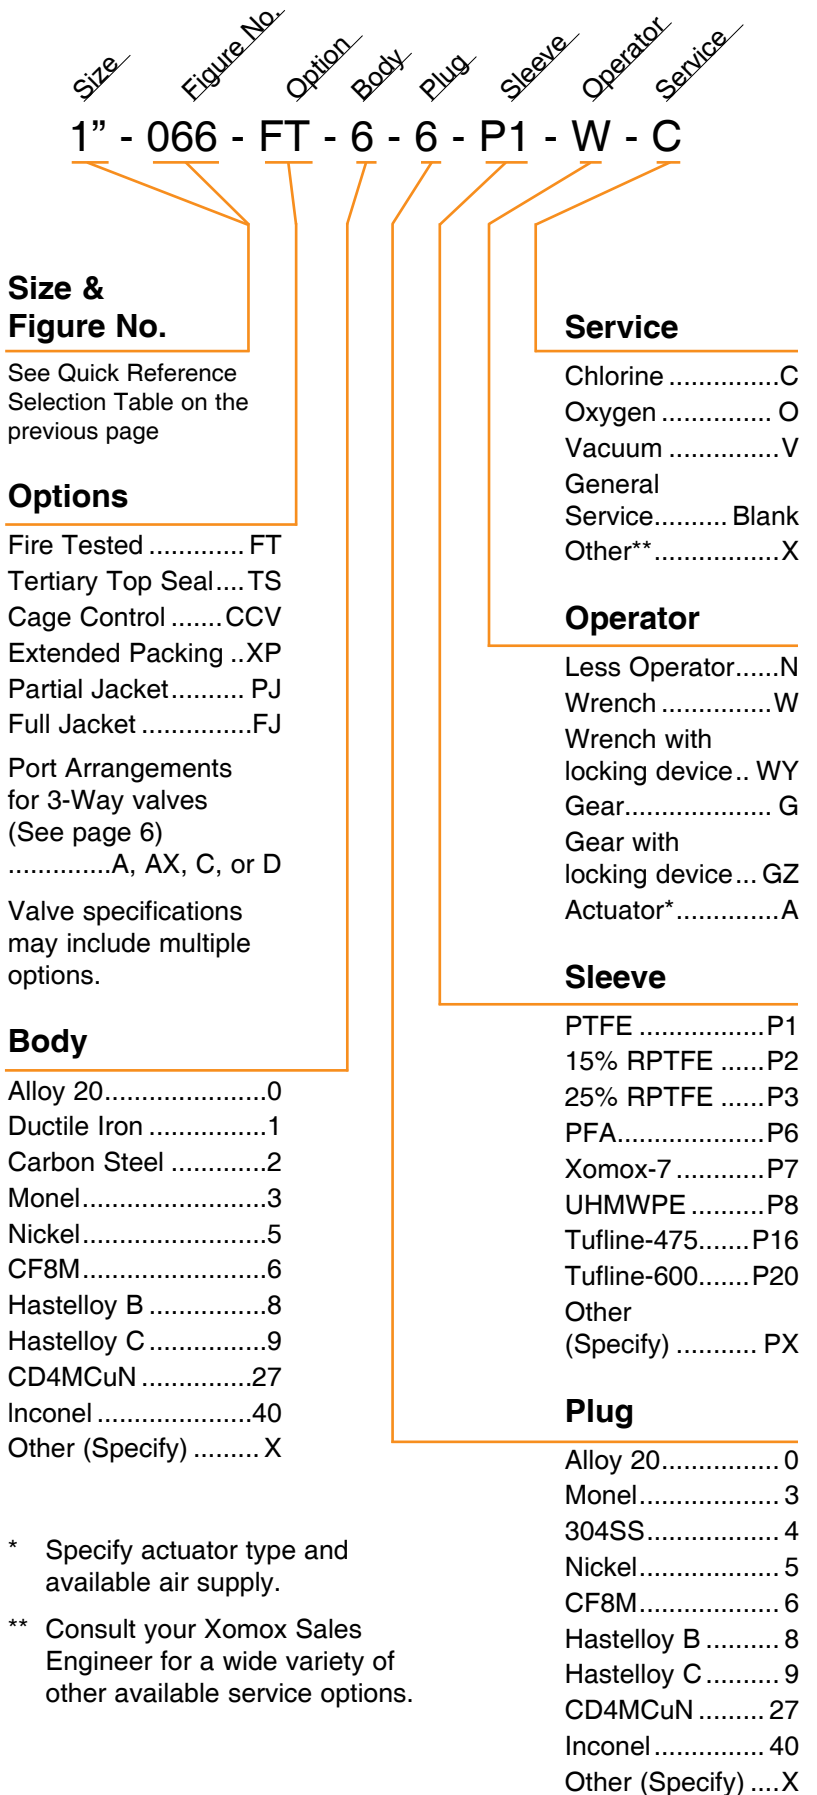 Size
Figure No.
Option
Body
Plug
Sleeve
Operator
Service
1” - 066 - FT - 6 - 6 - P1 - W - C
Size &
Figure No.
See Quick Reference
Selection Table on the
previous page
Options
Fire Tested ............. FT
Tertiary Top Seal.... TS
Cage Control ....... CCV
Extended Packing .. XP
Partial Jacket.......... PJ
Full Jacket ...............FJ
Port Arrangements
for 3-Way valves
(See page 6)
..............A, AX, C, or D
Valve specifications
may include multiple
options.
Body
Alloy 20......................0
Ductile Iron ................1
Carbon Steel .............2
Monel.........................3
Nickel.........................5
CF8M.........................6
Hastelloy B ................8
Hastelloy C................9
CD4MCuN ...............27
Inconel .....................40
Other (Specify) ......... X
* Specify actuator type and
available air supply.
** Consult your Xomox Sales
Engineer for a wide variety of
other available service options.
Service
Chlorine ...............C
Oxygen ............... O
Vacuum ...............V
General
Service.......... Blank
Other** .................X
Operator
Less Operator......N
Wrench ...............W
Wrench with
locking device.. WY
Gear.................... G
Gear with
locking device... GZ
Actuator* ..............A
Sleeve
PTFE .................P1
15% RPTFE ......P2
25% RPTFE ......P3
PFA....................P6
Xomox-7 ............P7
UHMWPE ..........P8
Tufline-475.......P16
Tufline-600.......P20
Other
(Specify) ........... PX
Plug
Alloy 20................ 0
Monel................... 3
304SS.................. 4
Nickel................... 5
CF8M................... 6
Hastelloy B .......... 8
Hastelloy C .......... 9
CD4MCuN ......... 27
Inconel ............... 40
Other (Specify) ....X